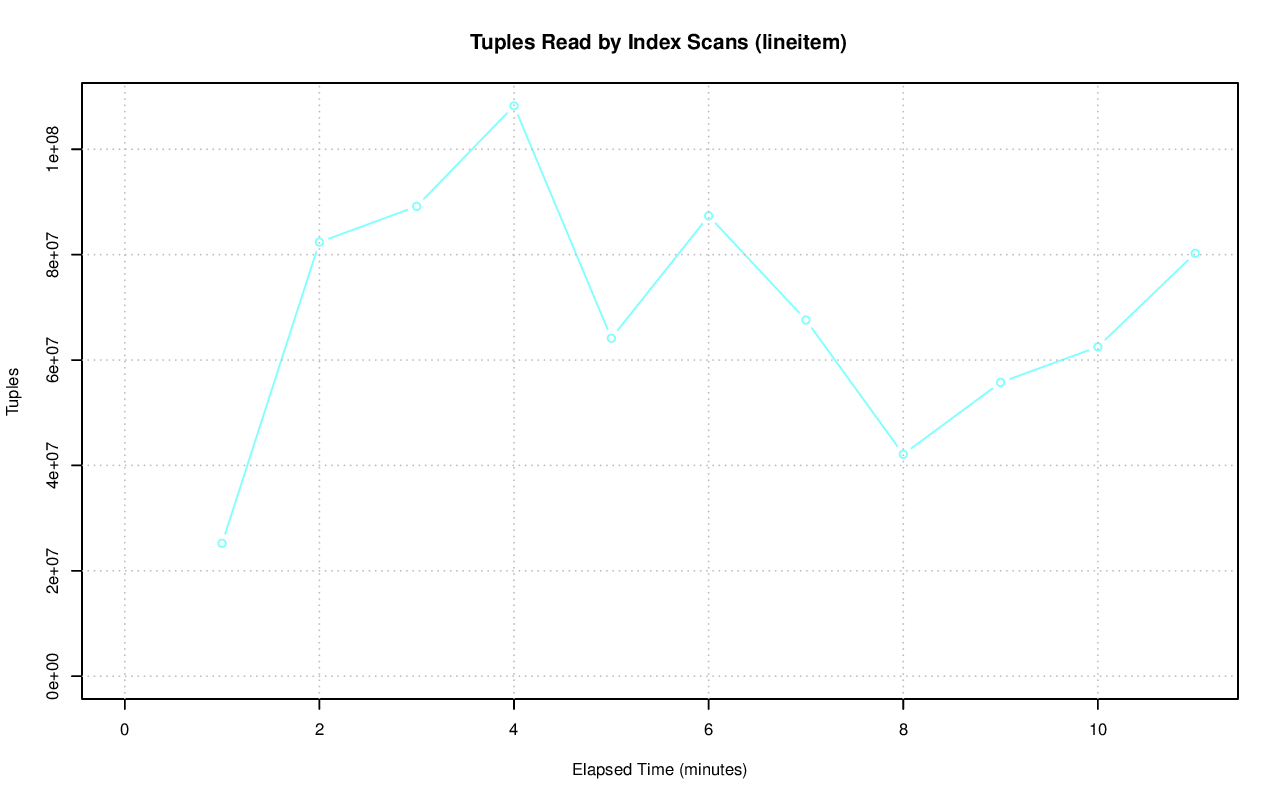 Tuples Read by Index Scans (lineitem)
1e+08
8e+07
6e+07
4e+07
2e+07
0e+00
Tuples
0 2 4 6 8 10
Elapsed Time (minutes)